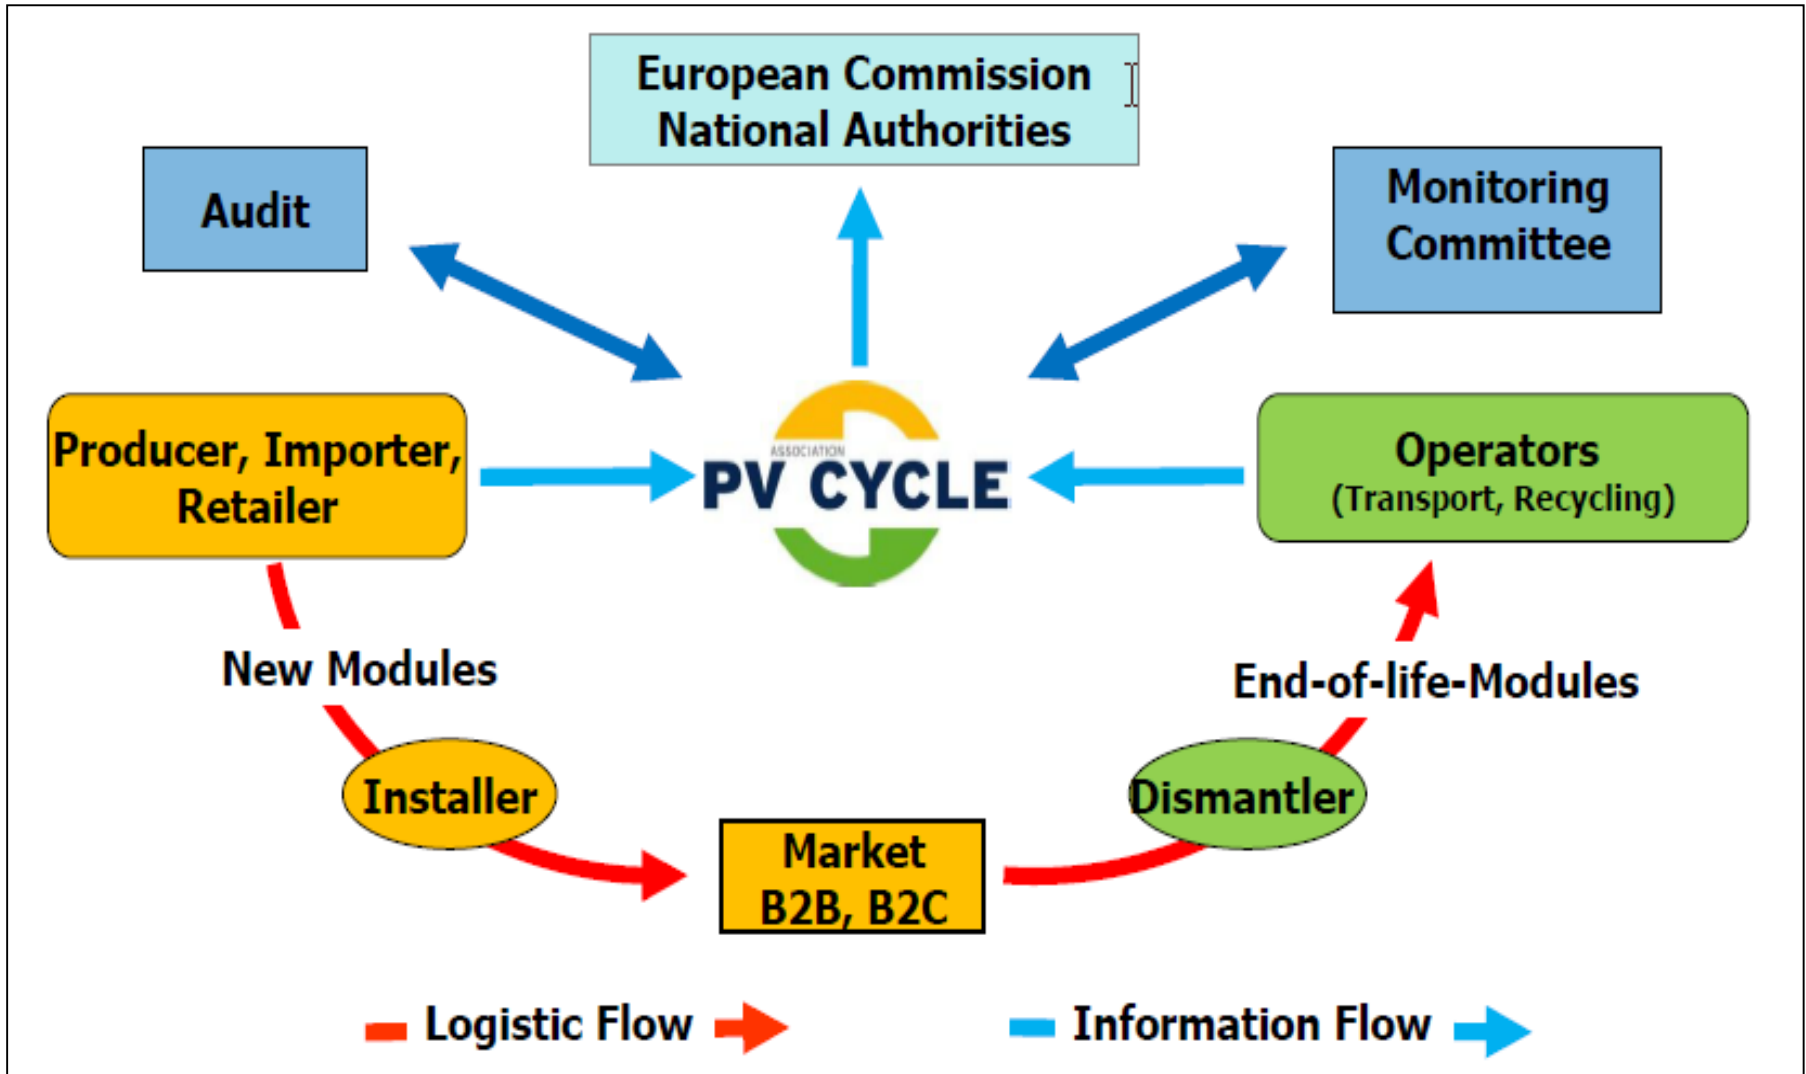 European Commission
National Authorities
Audit
Monitoring
Committee
Producer, Importer,
Retailer
ASSOCIATION
PV CYCLE
Operators
(Transport, Recycling)
New Modules
End-of-life-Modules
Installer
Dismantler
Market
B2B, B2C
Logistic Flow
Information Flow